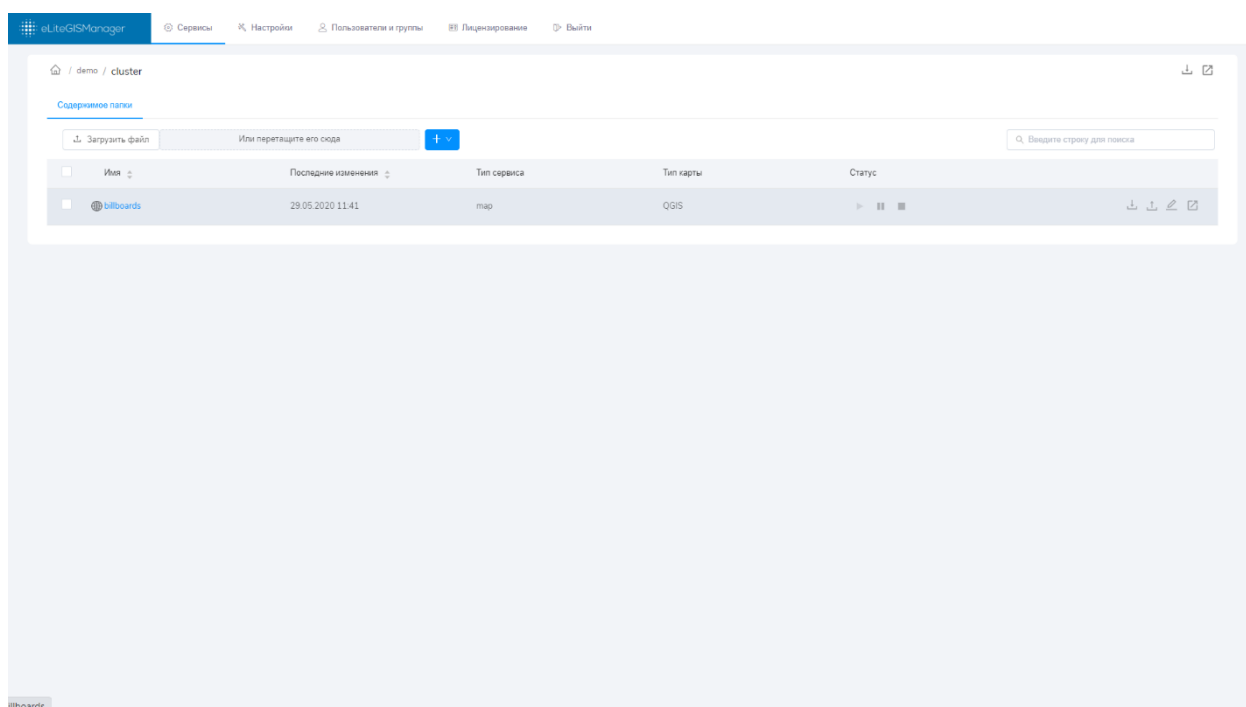 eLiteGISManager Сервисы Настройки Пользователи и группы Лицензирование Выйти
/ demo / cluster
Содержимое папки
Загрузить файл Или перетащите его сюда Введите строку для поиска
Имя Последние изменения Тип сервиса Тип карты Статус
billboards 29.05.2020 11:41 map QGIS
illboards